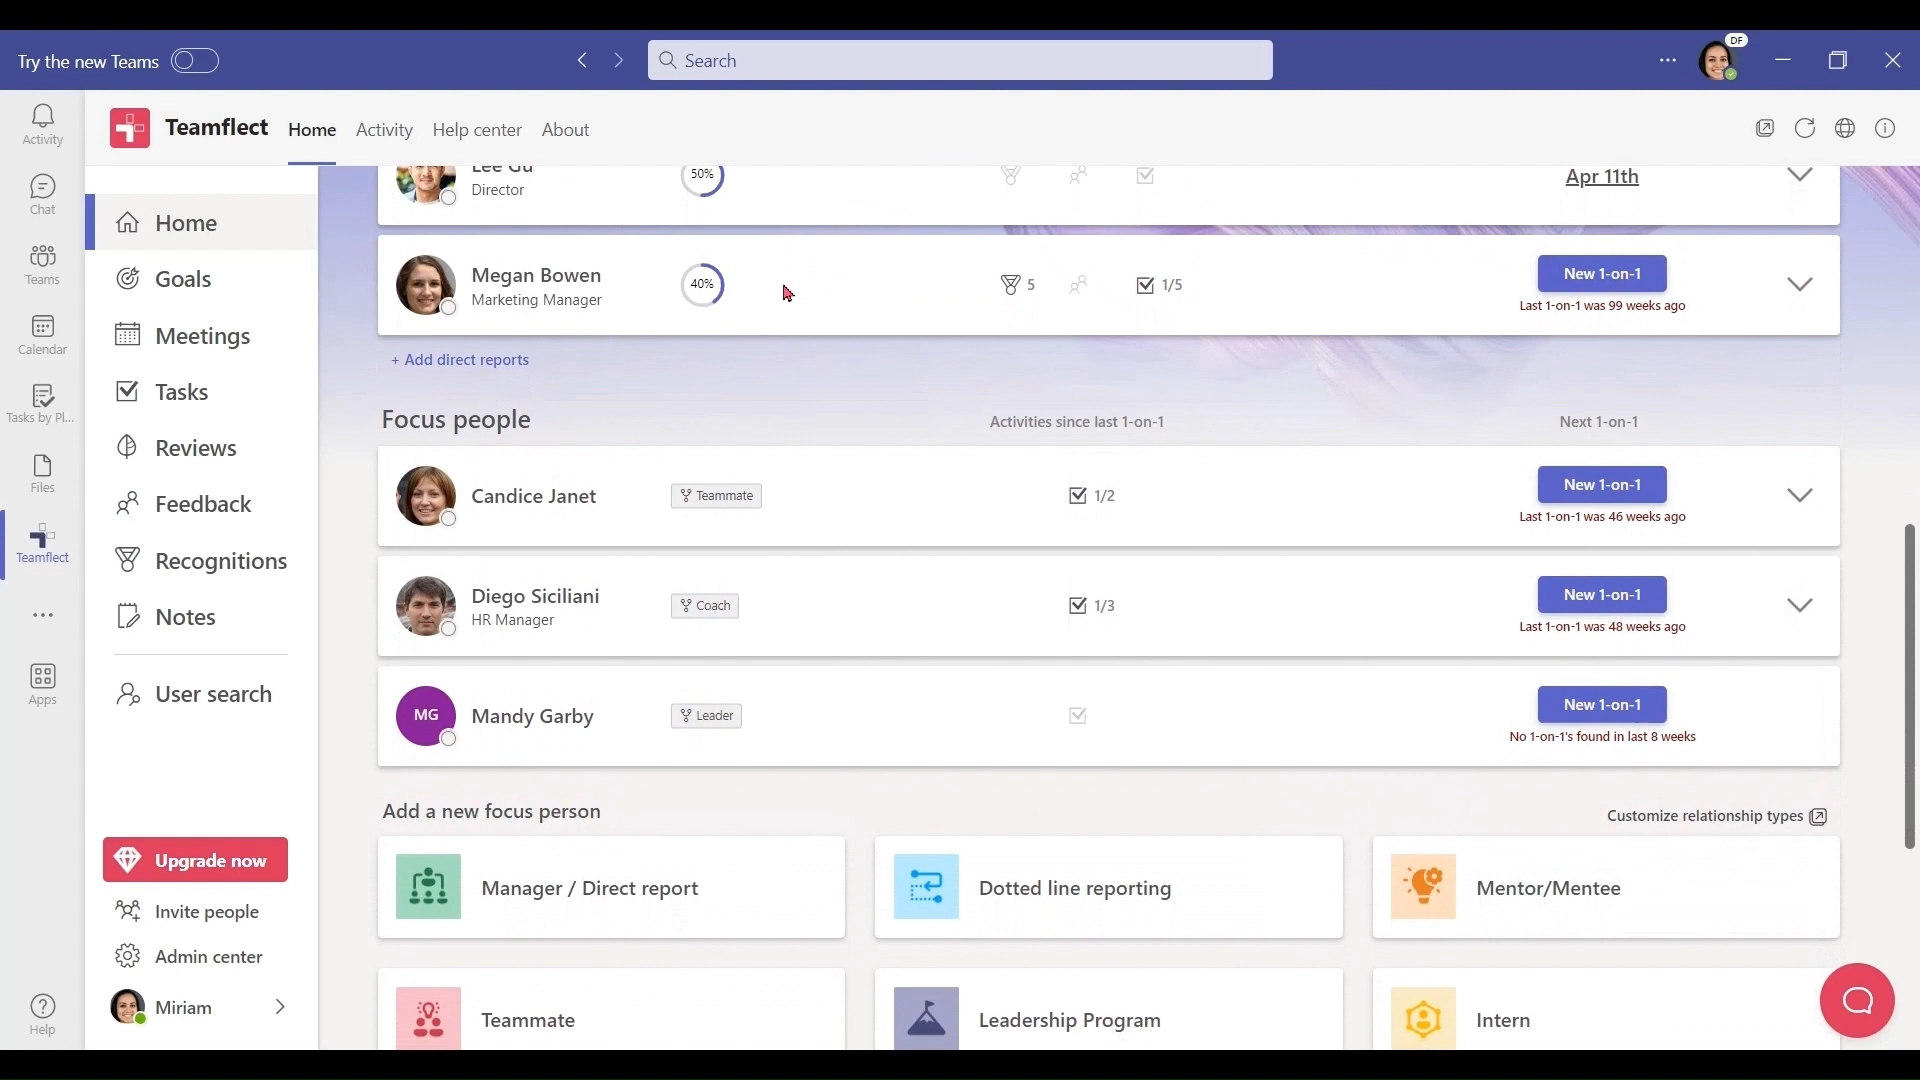 Try the new Teams
Search
DF
Activity
Chat
Teams
Calendar
Tasks by Pl...
Files
Teamflect
Apps
Help
Teamflect
Home
Activity
Help center
About
Home
Goals
Meetings
Tasks
Reviews
Feedback
Recognitions
Notes
User search
Upgrade now
Invite people
Admin center
Miriam
Lee Gu
Director
50%
Apr 11th
Megan Bowen
Marketing Manager
40%
5
1/5
New 1-on-1
Last 1-on-1 was 99 weeks ago
+ Add direct reports
Focus people
Activities since last 1-on-1
Next 1-on-1
Candice Janet
Teammate
1/2
New 1-on-1
Last 1-on-1 was 46 weeks ago
Diego Siciliani
HR Manager
Coach
1/3
New 1-on-1
Last 1-on-1 was 48 weeks ago
MG
Mandy Garby
Leader
New 1-on-1
No 1-on-1's found in last 8 weeks
Add a new focus person
Customize relationship types
Manager / Direct report
Dotted line reporting
Mentor/Mentee
Teammate
Leadership Program
Intern